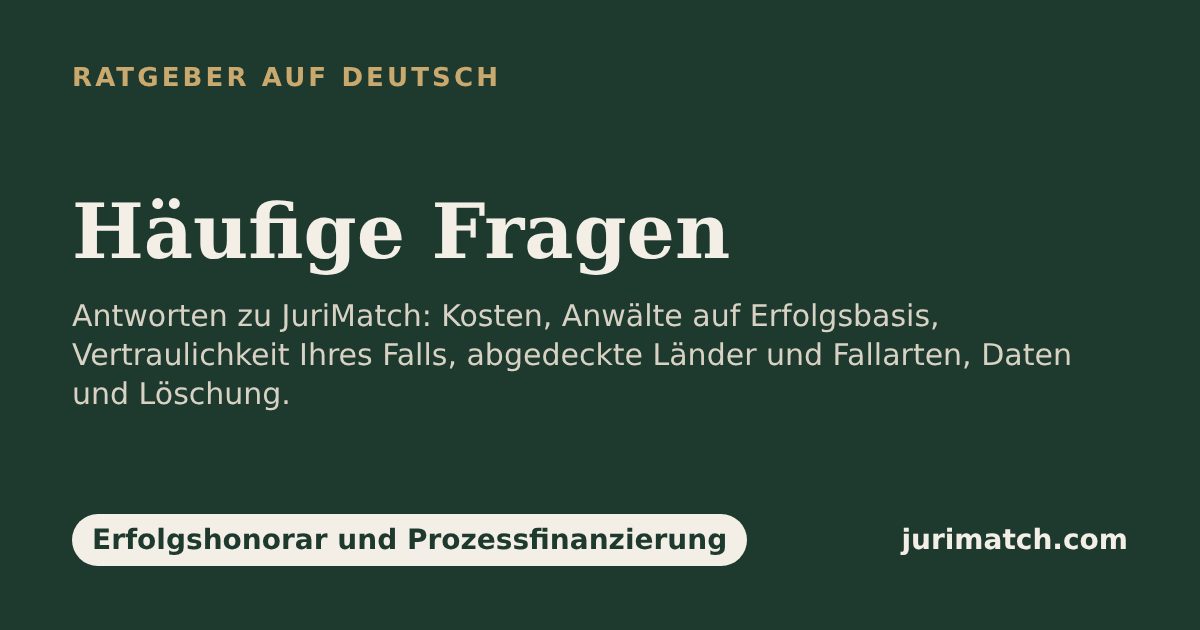 RATGEBER AUF DEUTSCH
Häufige Fragen
Antworten zu JuriMatch: Kosten, Anwälte auf Erfolgsbasis,
Vertraulichkeit Ihres Falls, abgedeckte Länder und Fallarten, Daten
und Löschung.
Erfolgshonorar und Prozessfinanzierung
jurimatch.com